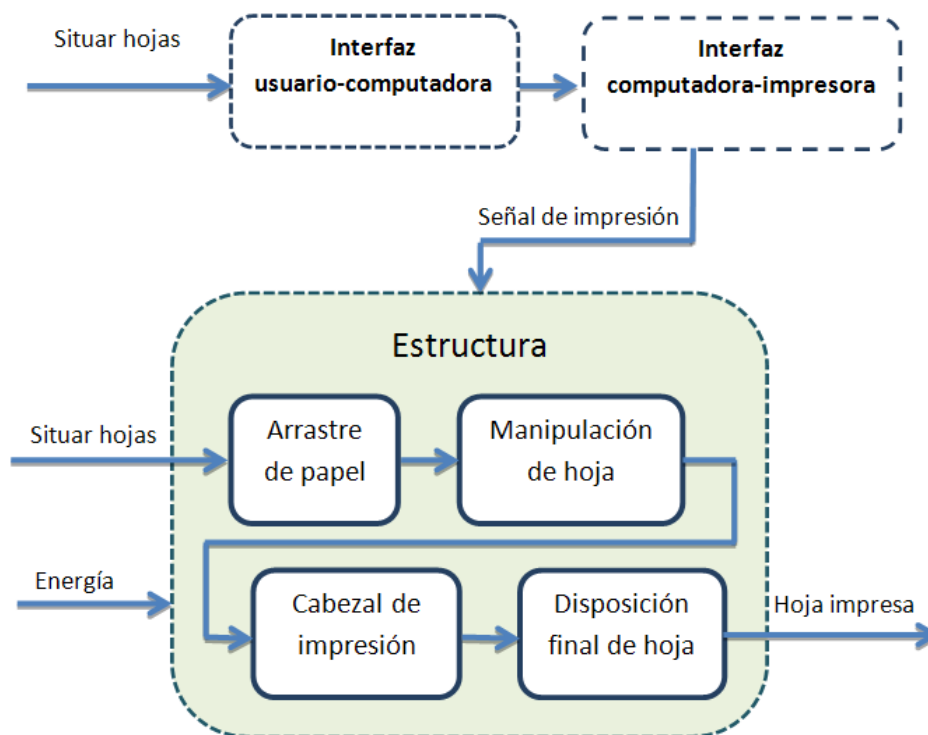 Situar hojas
Interfaz
usuario-computadora
Interfaz
computadora-impresora
Señal de impresión
Estructura
Situar hojas
Arrastre
de papel
Manipulación
de hoja
Energía
Cabezal de
impresión
Disposición
final de hoja
Hoja impresa